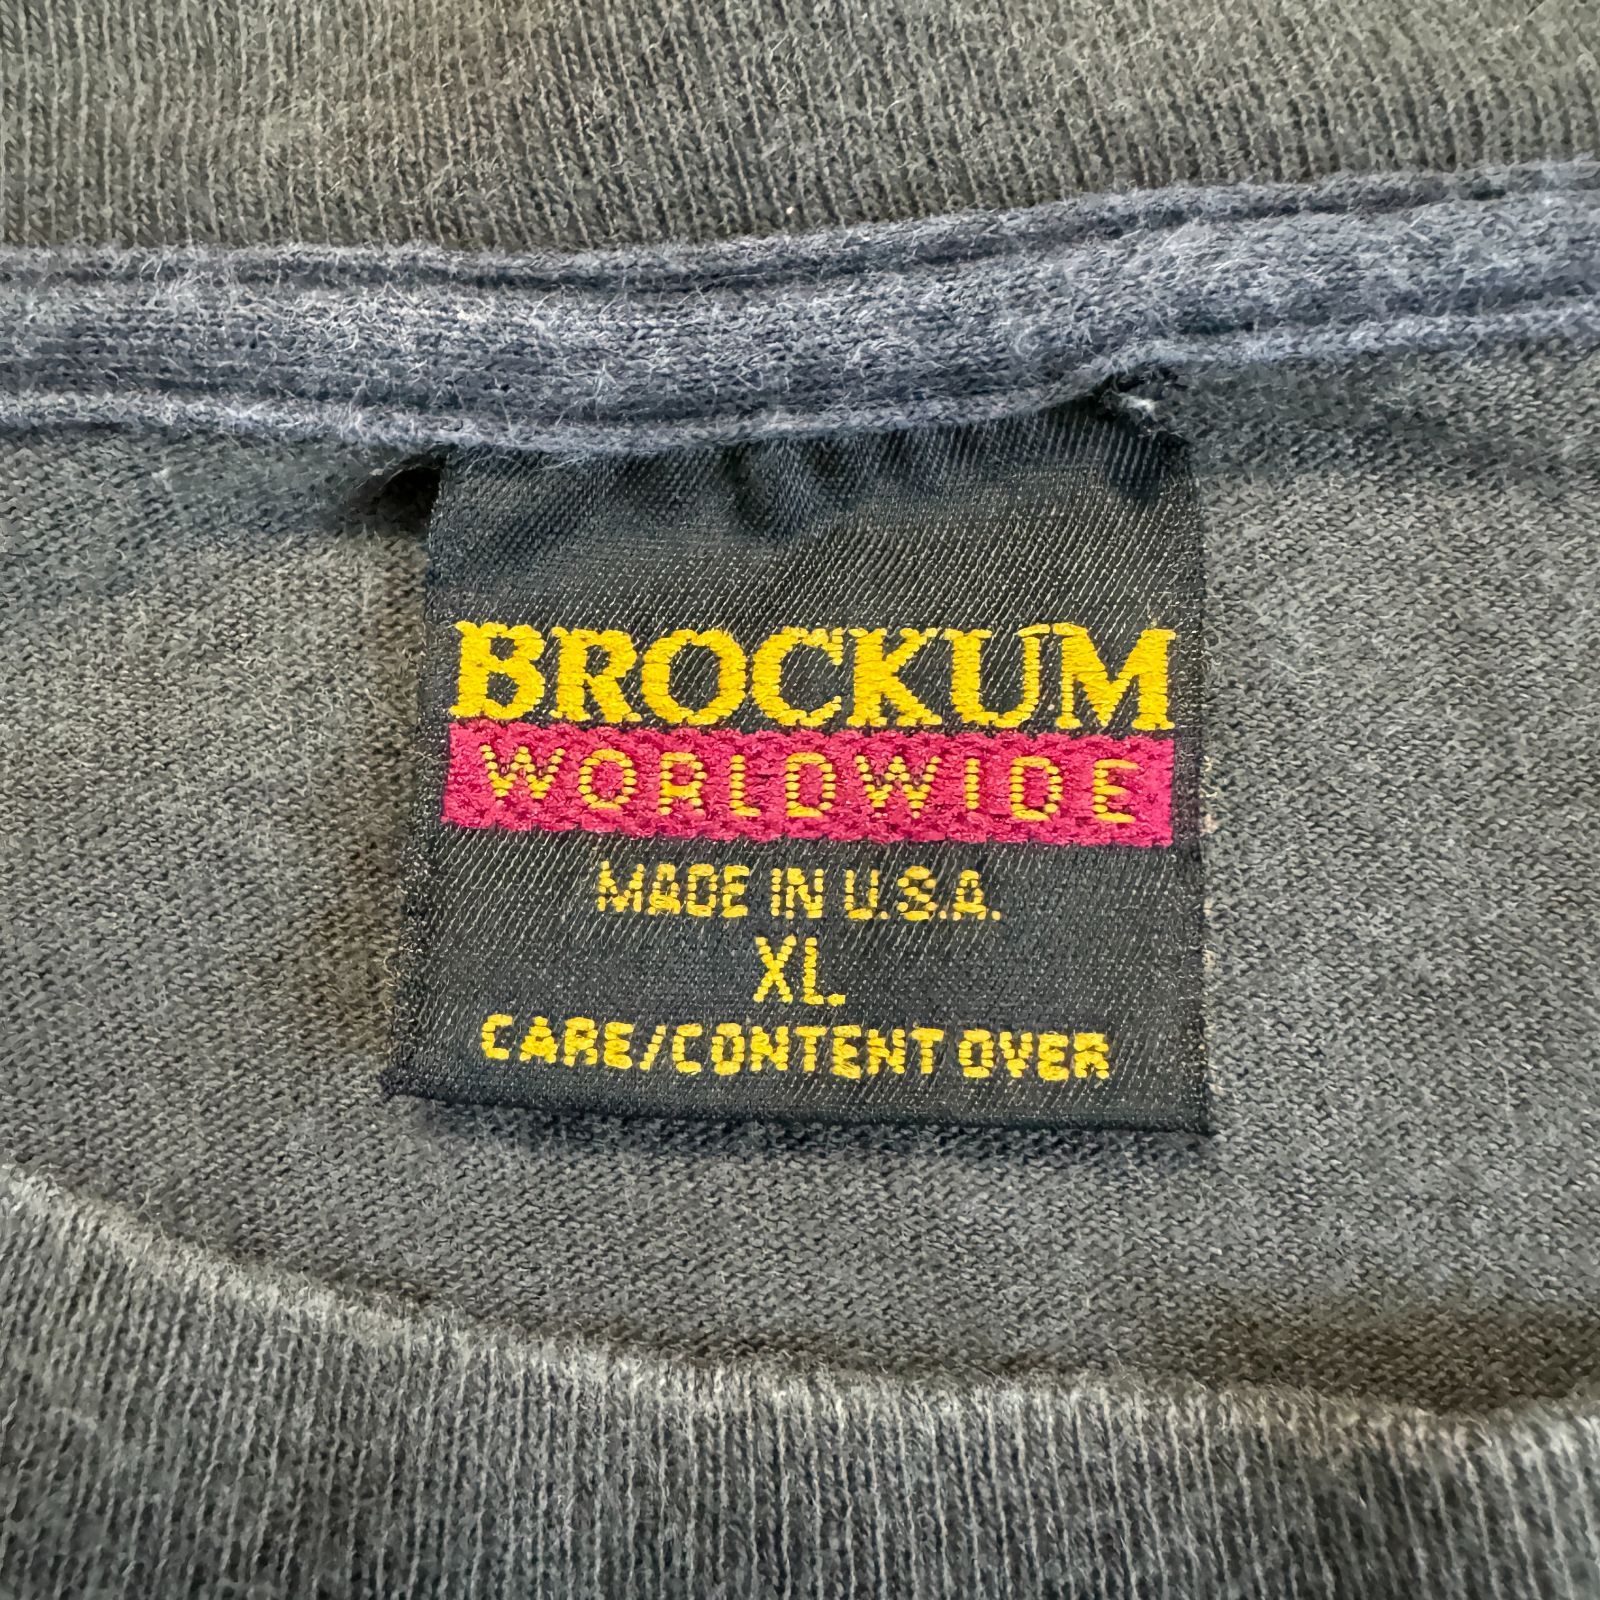 BROCKUM
WORLDWIDE
MADE IN U.S.A.
XL
CARE/CONTENT OVER